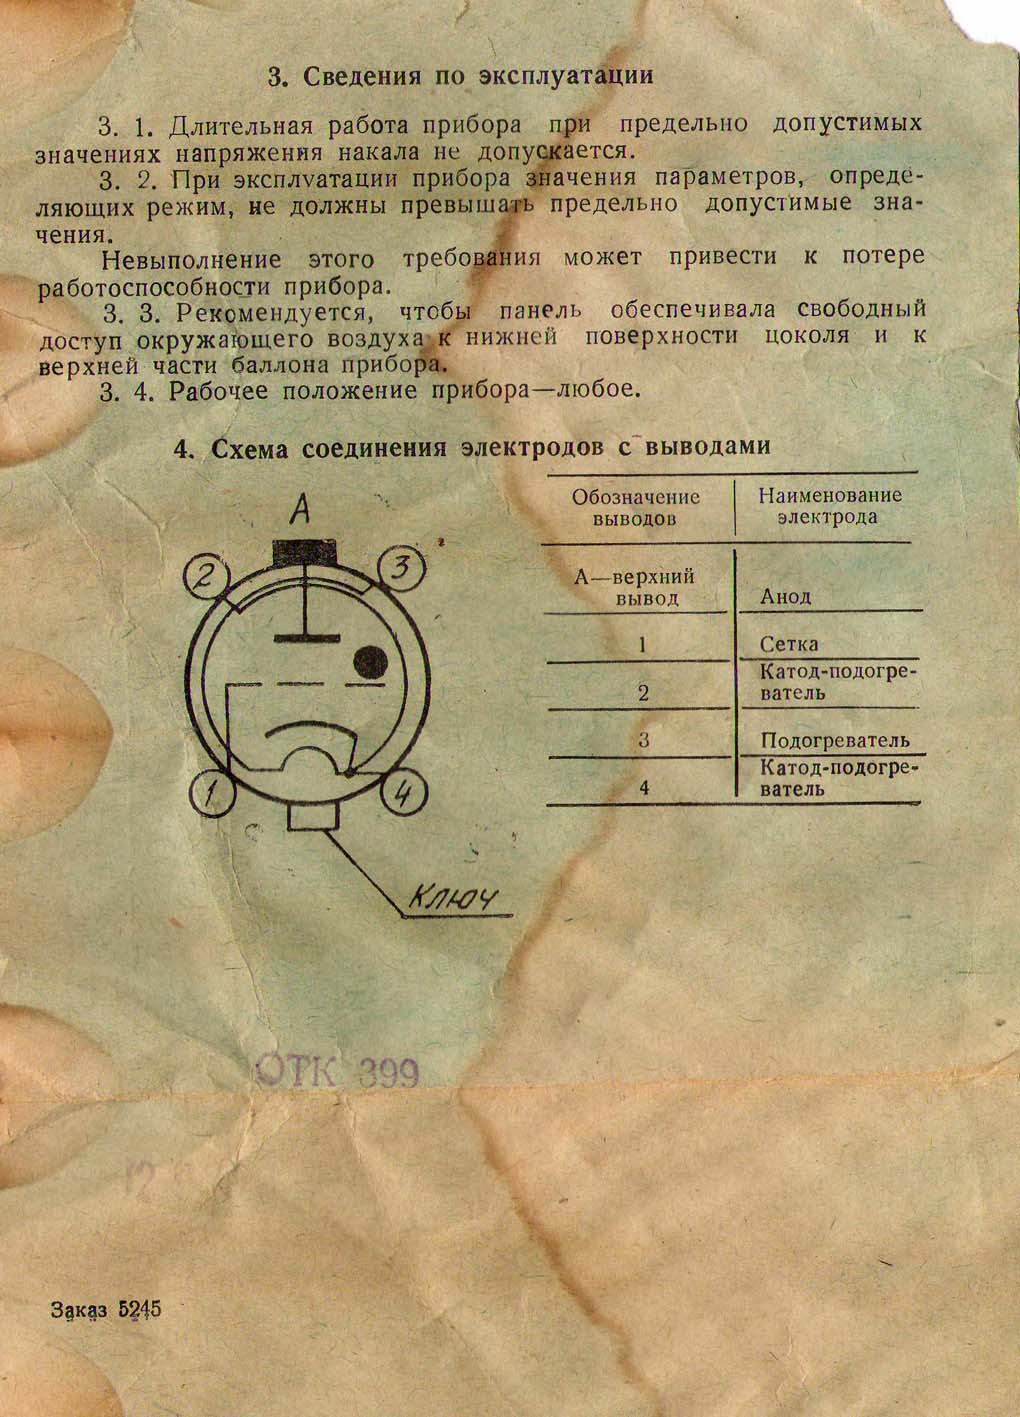 3. Сведения по эксплуатации
3. 1. Длительная работа прибора при предельно допустимых
значениях напряжения накала не допускается.
3. 2. При эксплуатации прибора значения параметров, опреде-
ляющих режим, не должны превышать предельно допустимые зна-
чения.
Невыполнение этого требования может привести к потере
работоспособности прибора.
3. 3. Рекомендуется, чтобы панель обеспечивала свободный
доступ окружающего воздуха к нижней поверхности цоколя и к
верхней части баллона прибора.
3. 4. Рабочее положение прибора—любое.
4. Схема соединения электродов с выводами
А
2
3
1
4
Ключ
Обозначение
выводов
Наименование
электрода
А—верхний
вывод
Анод
1
Сетка
2
Катод-подогре-
ватель
3
Подогреватель
4
Катод-подогре-
ватель
ОТК 399
12
Заказ 5245